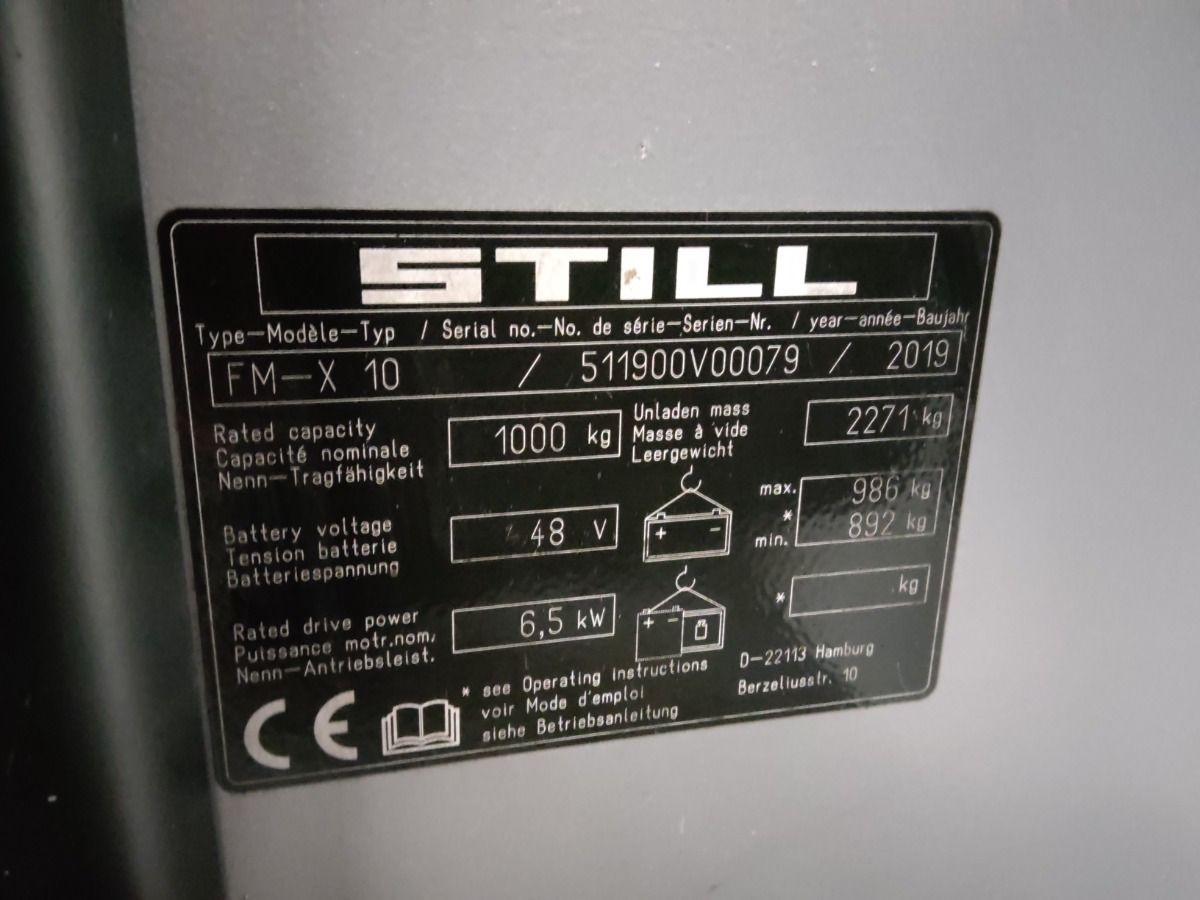 STILL
Type-Modèle-Typ / Serial no.-No. de série-Serien-Nr. / year-année-Baujahr
FM-X 10 / 511900V00079 / 2019
Rated capacity
Capacité nominale
Nenn-Tragfähigkeit
1000 kg
Unladen mass
Masse à vide
Leergewicht
2271 kg
Battery voltage
Tension batterie
Batteriespannung
48 V
+ -
max. 986 kg
*
min. 892 kg
Rated drive power
Puissance motr.nom.
Nenn-Antriebsleist.
6,5 kW
+ -
* kg
* see Operating instructions
voir Mode d'emploi
siehe Betriebsanleitung
D-22113 Hamburg
Berzeliusstr. 10
CE